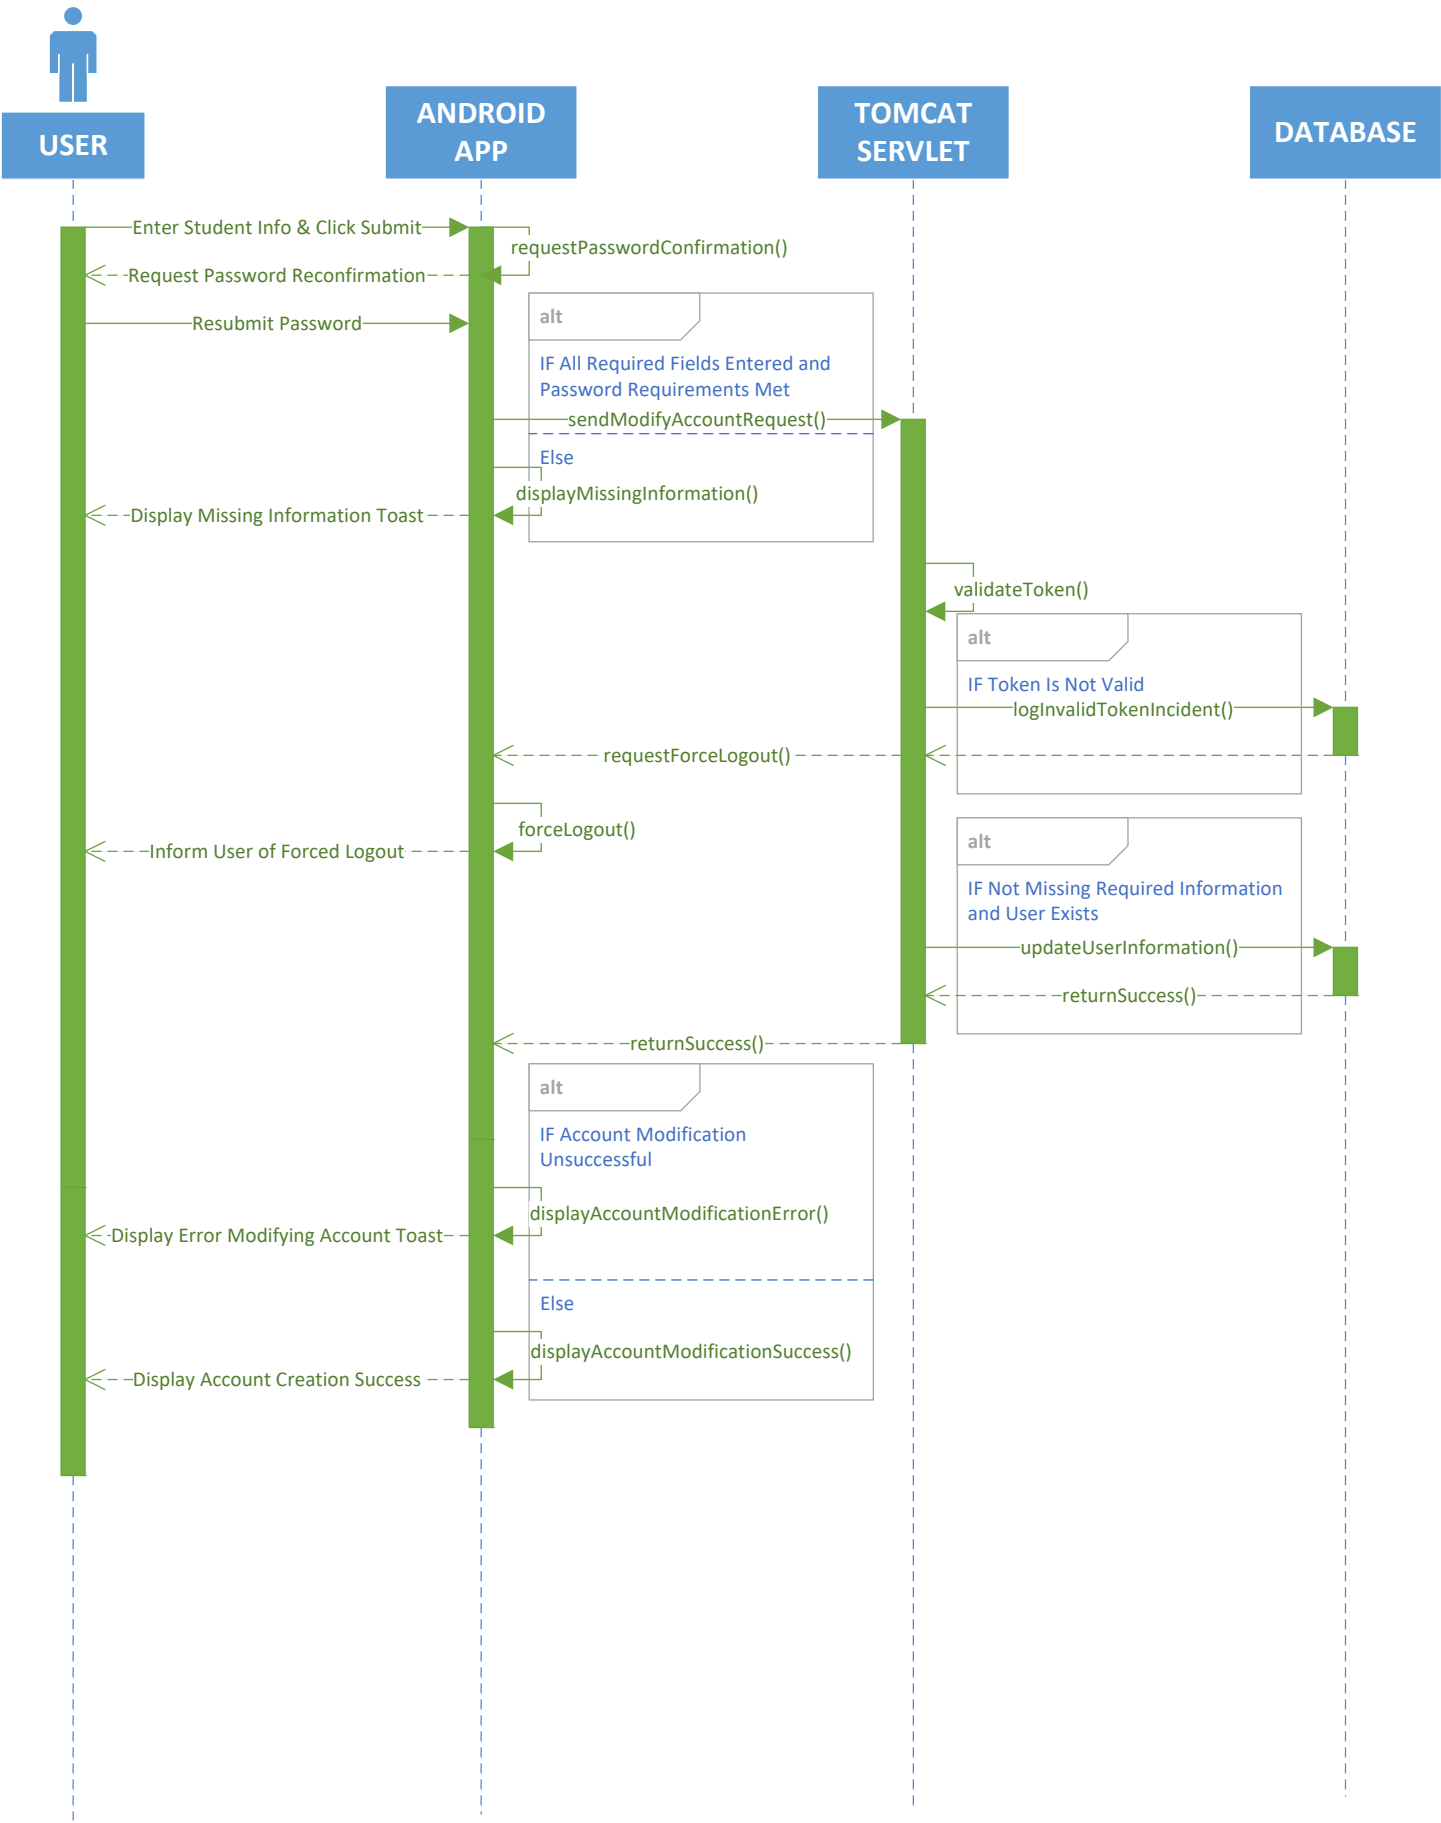 USER
ANDROID
APP
TOMCAT
SERVLET
DATABASE
Enter Student Info & Click Submit
requestPasswordConfirmation()
Request Password Reconfirmation
alt
Resubmit Password
IF All Required Fields Entered and
Password Requirements Met
sendModifyAccountRequest()
Else
displayMissingInformation()
Display Missing Information Toast
validateToken()
alt
IF Token Is Not Valid
logInvalidTokenIncident()
requestForceLogout()
forceLogout()
Inform User of Forced Logout
alt
IF Not Missing Required Information
and User Exists
updateUserInformation()
returnSuccess()
returnSuccess()
alt
IF Account Modification
Unsuccessful
displayAccountModificationError()
Display Error Modifying Account Toast
Else
displayAccountModificationSuccess()
Display Account Creation Success